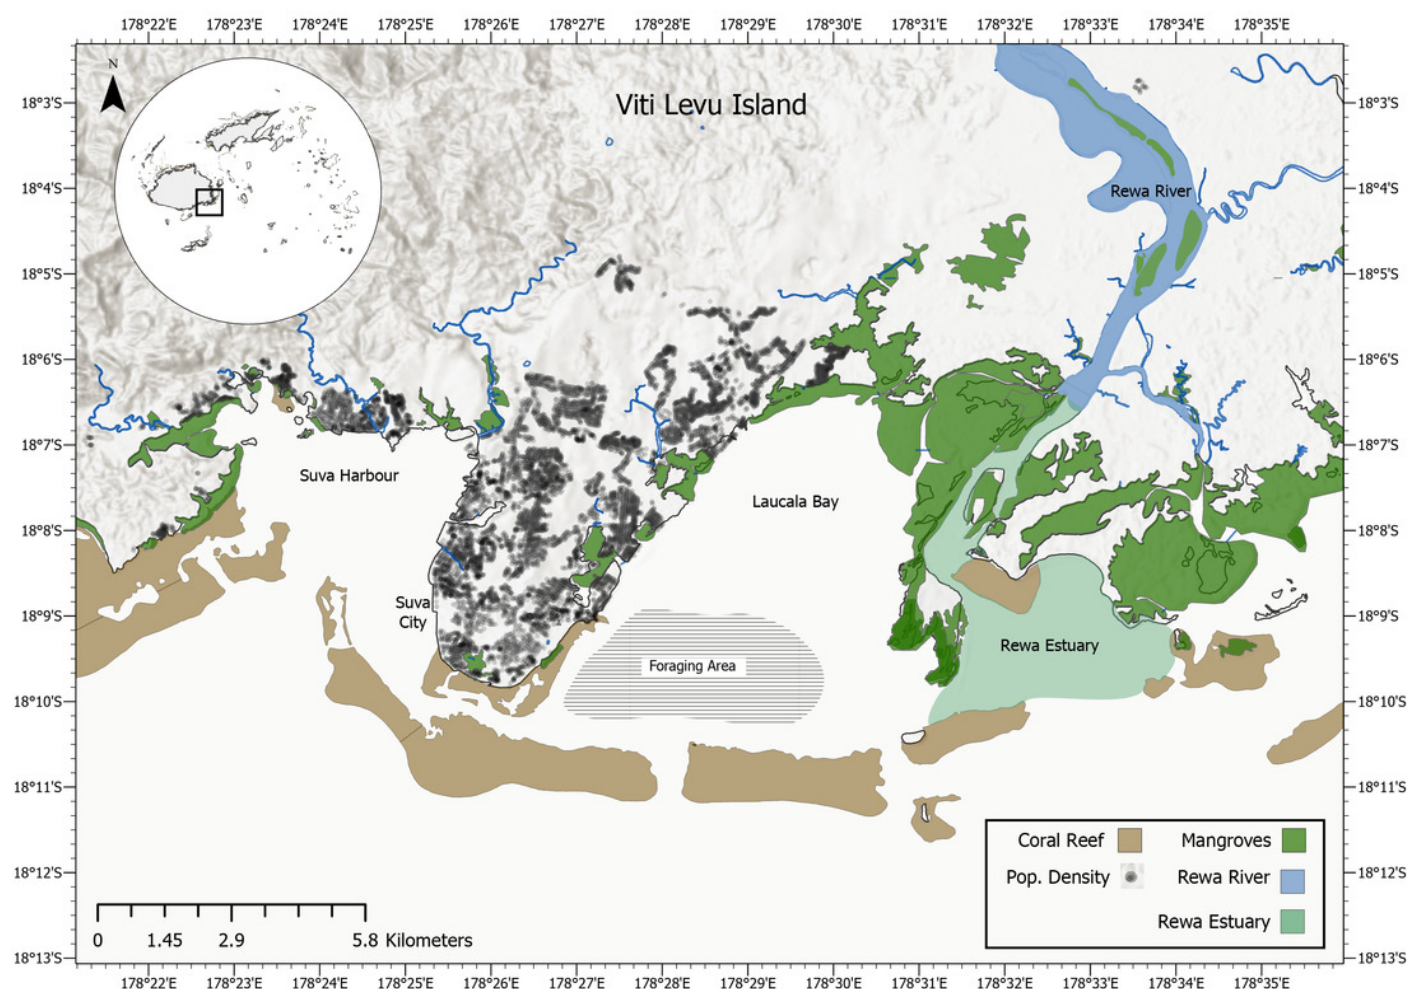 178°22'E 178°23'E 178°24'E 178°25'E 178°26'E 178°27'E 178°28'E 178°29'E 178°30'E 178°31'E 178°32'E 178°33'E 178°34'E 178°35'E
N
Viti Levu Island
18°3'S 18°3'S
18°4'S 18°4'S
Rewa River
18°5'S 18°5'S
18°6'S 18°6'S
18°7'S 18°7'S
Suva Harbour
Laucala Bay
18°8'S 18°8'S
Suva
City
18°9'S 18°9'S
Rewa Estuary
Foraging Area
18°10'S 18°10'S
18°11'S 18°11'S
Coral Reef Mangroves
Pop. Density Rewa River
18°12'S 18°12'S
Rewa Estuary
0 1.45 2.9 5.8 Kilometers
18°13'S 18°13'S
178°22'E 178°23'E 178°24'E 178°25'E 178°26'E 178°27'E 178°28'E 178°29'E 178°30'E 178°31'E 178°32'E 178°33'E 178°34'E 178°35'E